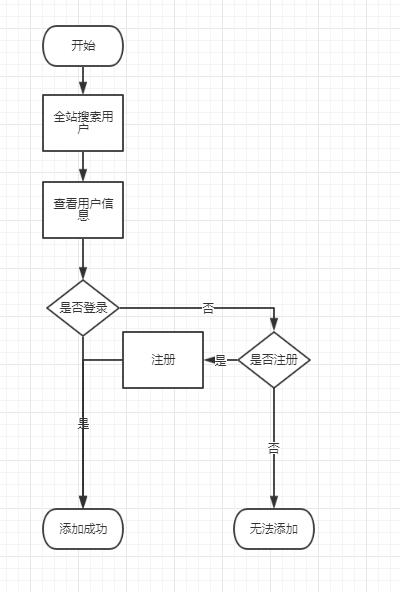 开始
全站搜索用
户
查看用户信
息
是否登录
否
注册
是
是否注册
是
否
添加成功
无法添加